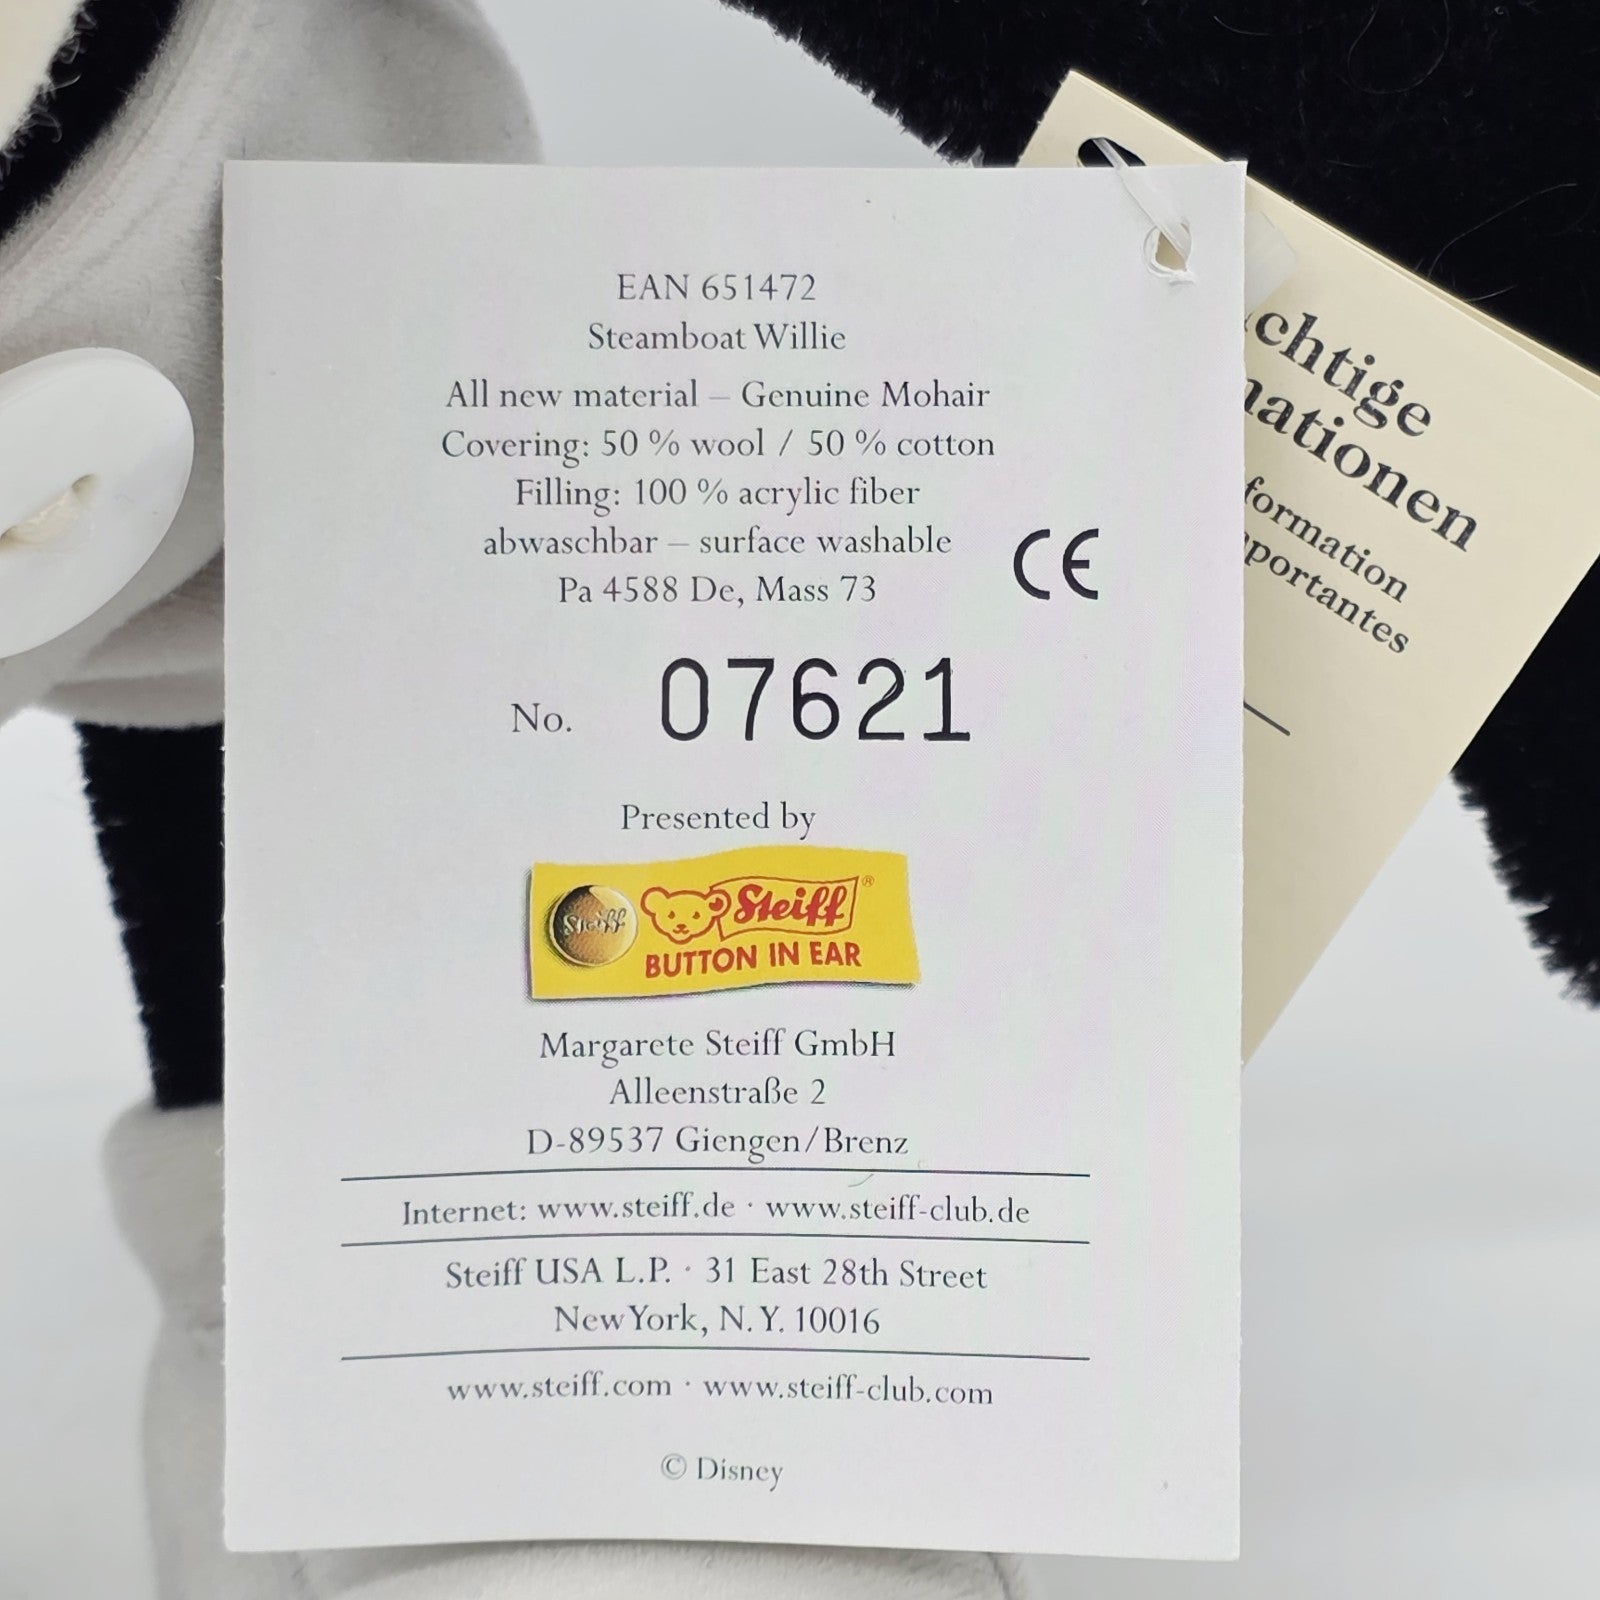 EAN 651472
Steamboat Willie
All new material – Genuine Mohair
Covering: 50 % wool / 50 % cotton
Filling: 100 % acrylic fiber
abwaschbar – surface washable
Pa 4588 De, Mass 73
CE
No. 07621
Presented by
Steiff
Steiff®
BUTTON IN EAR
Margarete Steiff GmbH
Alleenstraße 2
D-89537 Giengen/Brenz
Internet: www.steiff.de · www.steiff-club.de
Steiff USA L.P. · 31 East 28th Street
New York, N.Y. 10016
www.steiff.com · www.steiff-club.com
© Disney
chtige
nationen
formation
portantes